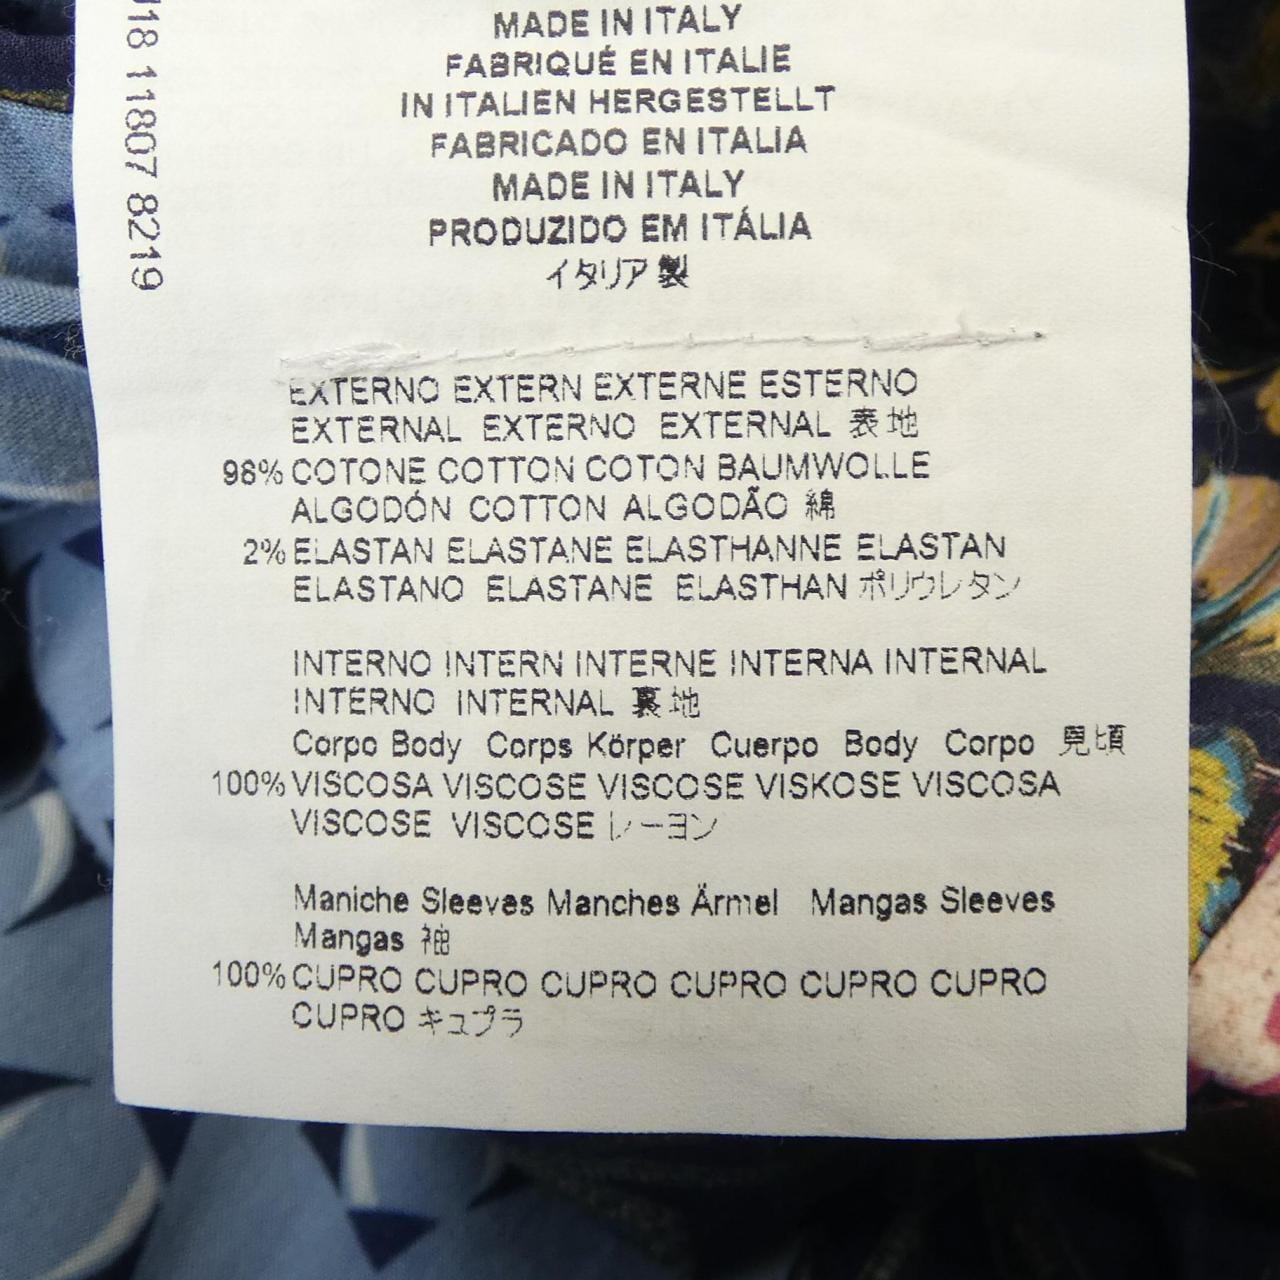 MADE IN ITALY
FABRIQUÉ EN ITALIE
IN ITALIEN HERGESTELLT
FABRICADO EN ITALIA
MADE IN ITALY
PRODUZIDO EM ITÁLIA
イタリア製
EXTERNO EXTERN EXTERNE ESTERNO
EXTERNAL EXTERNO EXTERNAL 表地
98% COTONE COTTON COTON BAUMWOLLE
ALGODÓN COTTON ALGODÃO 綿
2% ELASTAN ELASTANE ELASTHANNE ELASTAN
ELASTANO ELASTANE ELASTHAN ポリウレタン
INTERNO INTERN INTERNE INTERNA INTERNAL
INTERNO INTERNAL 裏地
Corpo Body Corps Körper Cuerpo Body Corpo 見頃
100% VISCOSA VISCOSE VISCOSE VISKOSE VISCOSA
VISCOSE VISCOSE レーヨン
Maniche Sleeves Manches Ärmel Mangas Sleeves
Mangas 袖
100% CUPRO CUPRO CUPRO CUPRO CUPRO CUPRO
CUPRO キュプラ
11807 8219